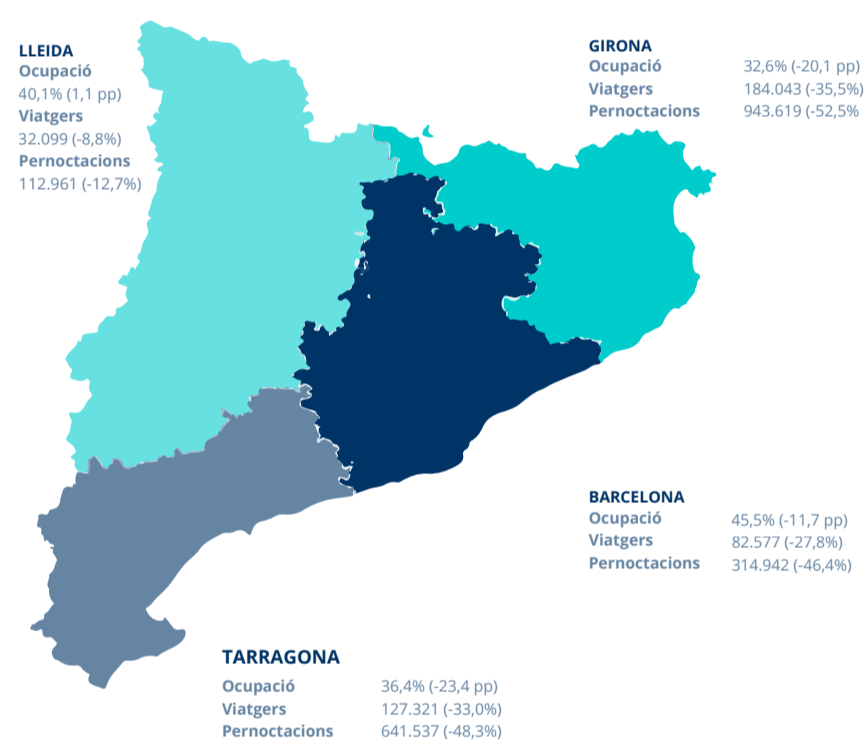 LLEIDA
Ocupació
40,1% (1,1 pp)
Viatgers
32.099 (-8,8%)
Pernoctacions
112.961 (-12,7%)
GIRONA
Ocupació 32,6% (-20,1 pp)
Viatgers 184.043 (-35,5%)
Pernoctacions 943.619 (-52,5%
BARCELONA
Ocupació 45,5% (-11,7 pp)
Viatgers 82.577 (-27,8%)
Pernoctacions 314.942 (-46,4%)
TARRAGONA
Ocupació 36,4% (-23,4 pp)
Viatgers 127.321 (-33,0%)
Pernoctacions 641.537 (-48,3%)